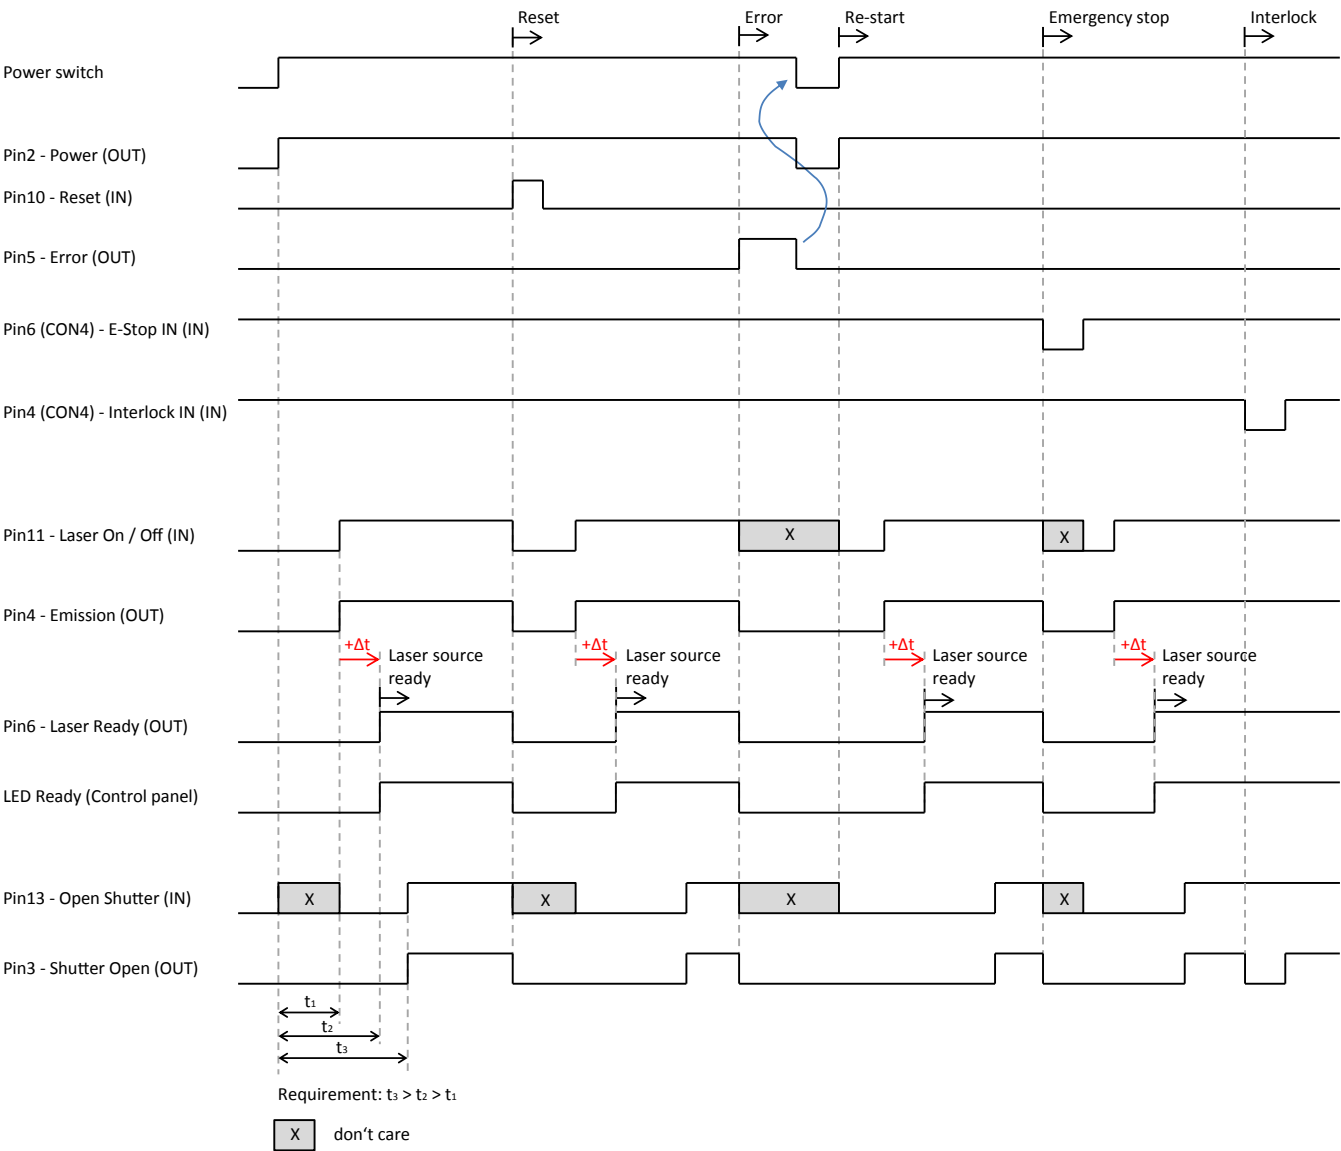 Reset
Error
Re-start
Emergency stop
Interlock
Power switch
Pin2 - Power (OUT)
Pin10 - Reset (IN)
Pin5 - Error (OUT)
Pin6 (CON4) - E-Stop IN (IN)
Pin4 (CON4) - Interlock IN (IN)
Pin11 - Laser On / Off (IN)
X
X
Pin4 - Emission (OUT)
+Δt
Laser source
ready
+Δt
Laser source
ready
+Δt
Laser source
ready
+Δt
Laser source
ready
Pin6 - Laser Ready (OUT)
LED Ready (Control panel)
Pin13 - Open Shutter (IN)
X
X
X
X
Pin3 - Shutter Open (OUT)
t₁
t₂
t₃
Requirement: t₃ > t₂ > t₁
X
don't care